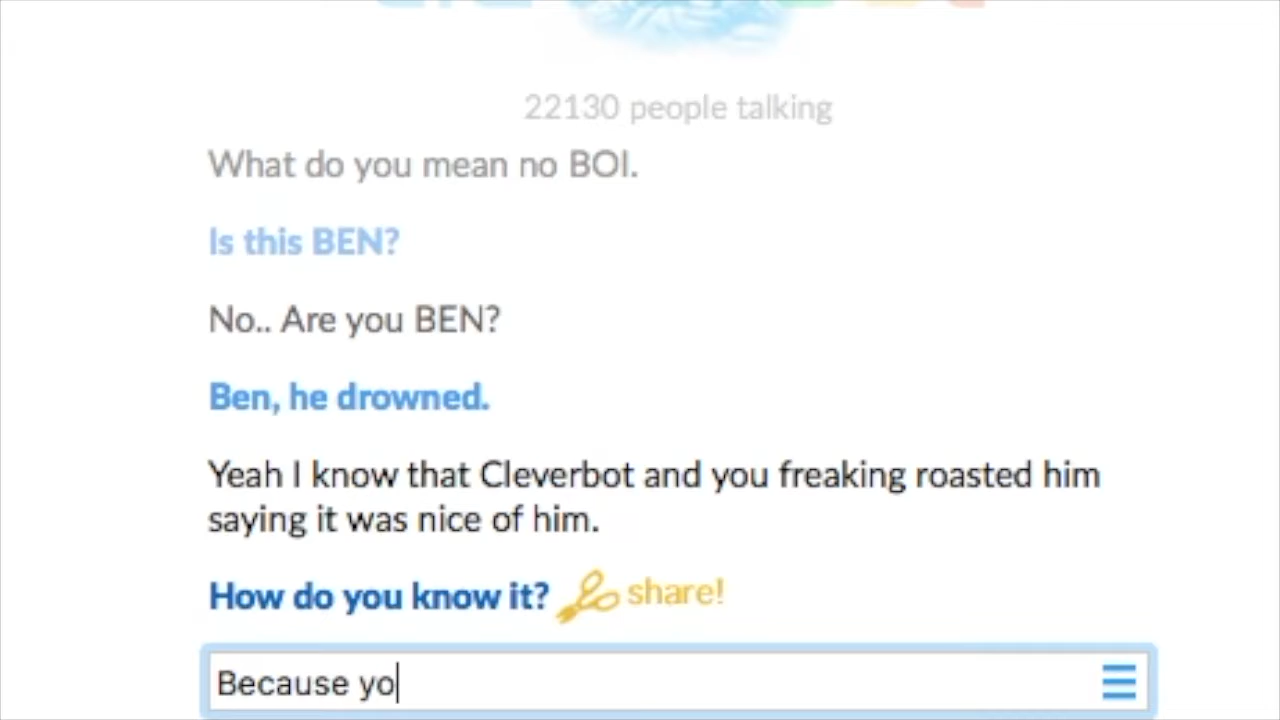 22130 people talking
What do you mean no BOI.
Is this BEN?
No.. Are you BEN?
Ben, he drowned.
Yeah I know that Cleverbot and you freaking roasted him
saying it was nice of him.
How do you know it? share!
Because yo